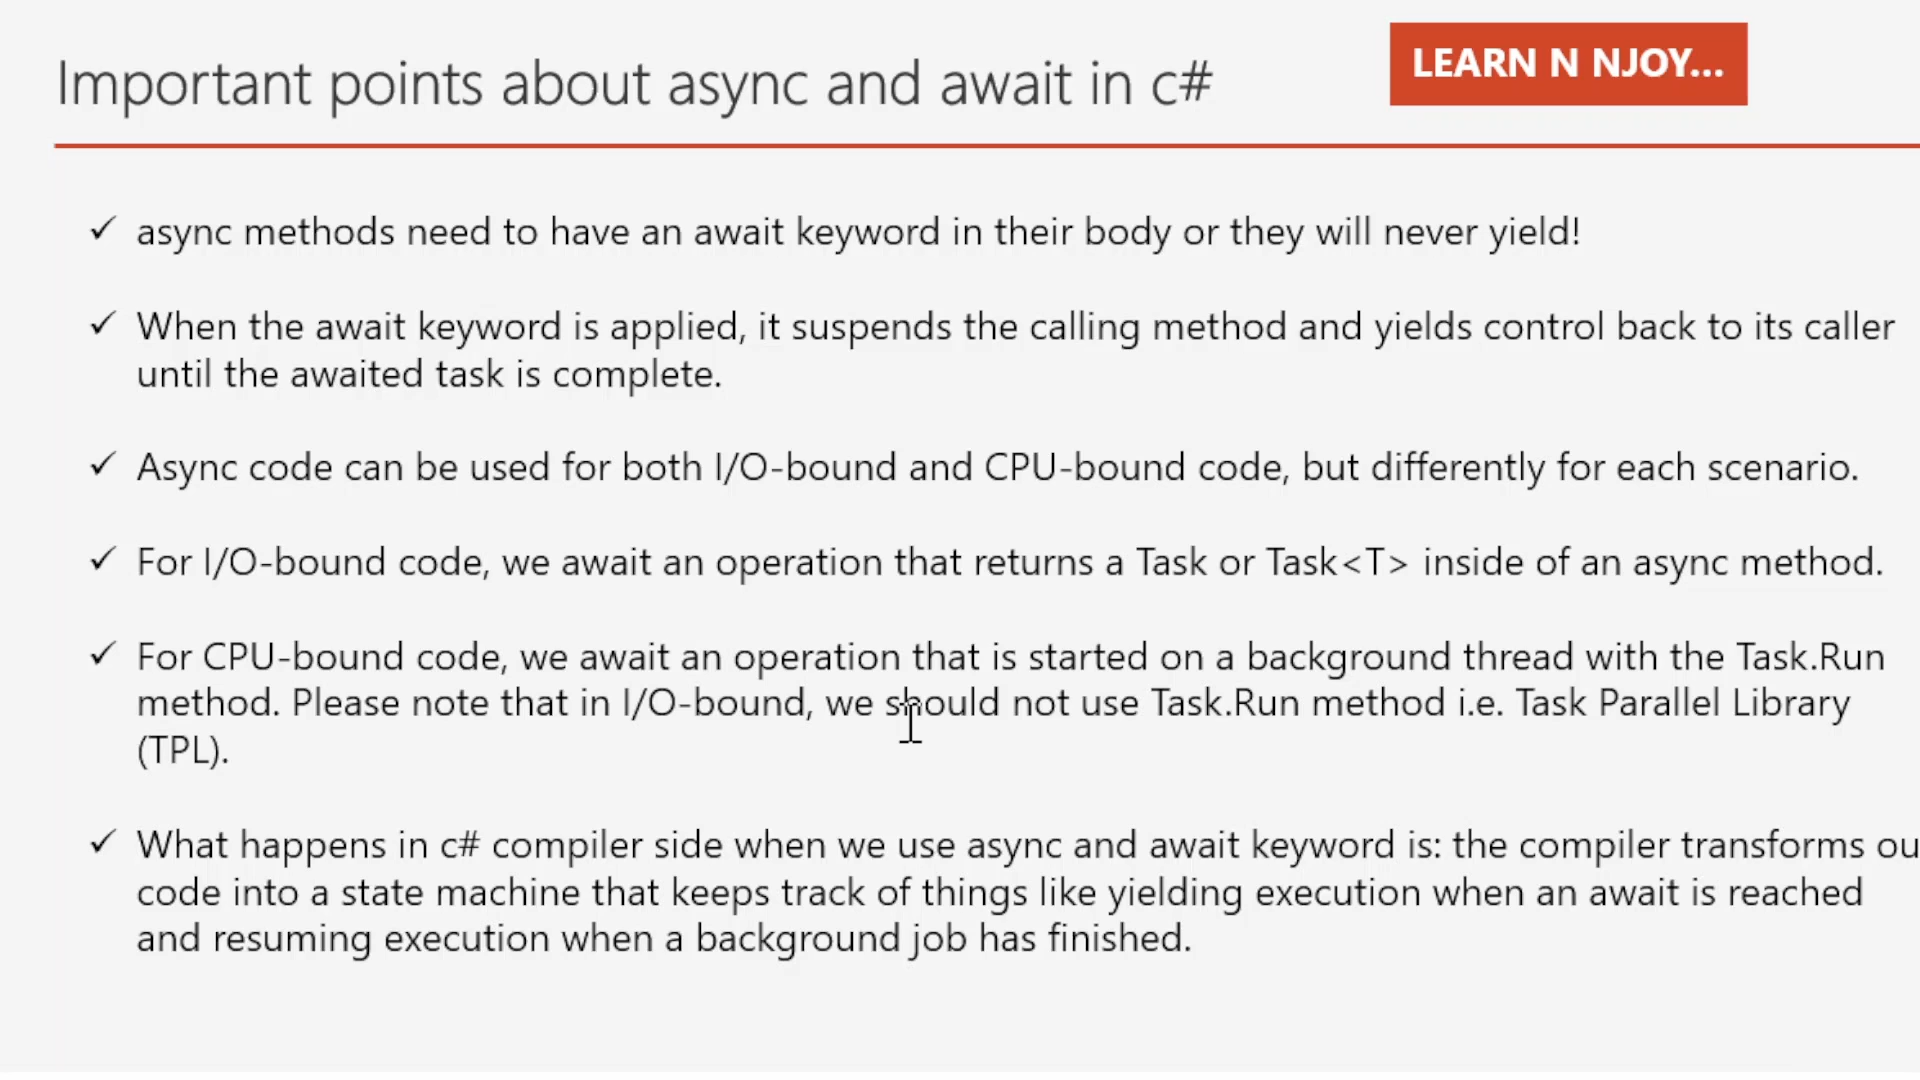 Important points about async and await in c#
LEARN N NJOY...
✓ async methods need to have an await keyword in their body or they will never yield!
✓ When the await keyword is applied, it suspends the calling method and yields control back to its caller
until the awaited task is complete.
✓ Async code can be used for both I/O-bound and CPU-bound code, but differently for each scenario.
✓ For I/O-bound code, we await an operation that returns a Task or Task<T> inside of an async method.
✓ For CPU-bound code, we await an operation that is started on a background thread with the Task.Run
method. Please note that in I/O-bound, we should not use Task.Run method i.e. Task Parallel Library
(TPL).
✓ What happens in c# compiler side when we use async and await keyword is: the compiler transforms ou
code into a state machine that keeps track of things like yielding execution when an await is reached
and resuming execution when a background job has finished.